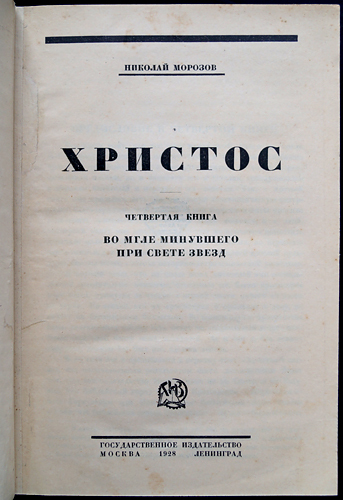 НИКОЛАЙ МОРОЗОВ
ХРИСТОС
ЧЕТВЕРТАЯ КНИГА
ВО МГЛЕ МИНУВШЕГО
ПРИ СВЕТЕ ЗВЕЗД
ГОСУДАРСТВЕННОЕ ИЗДАТЕЛЬСТВО
МОСКВА 1928 ЛЕНИНГРАД